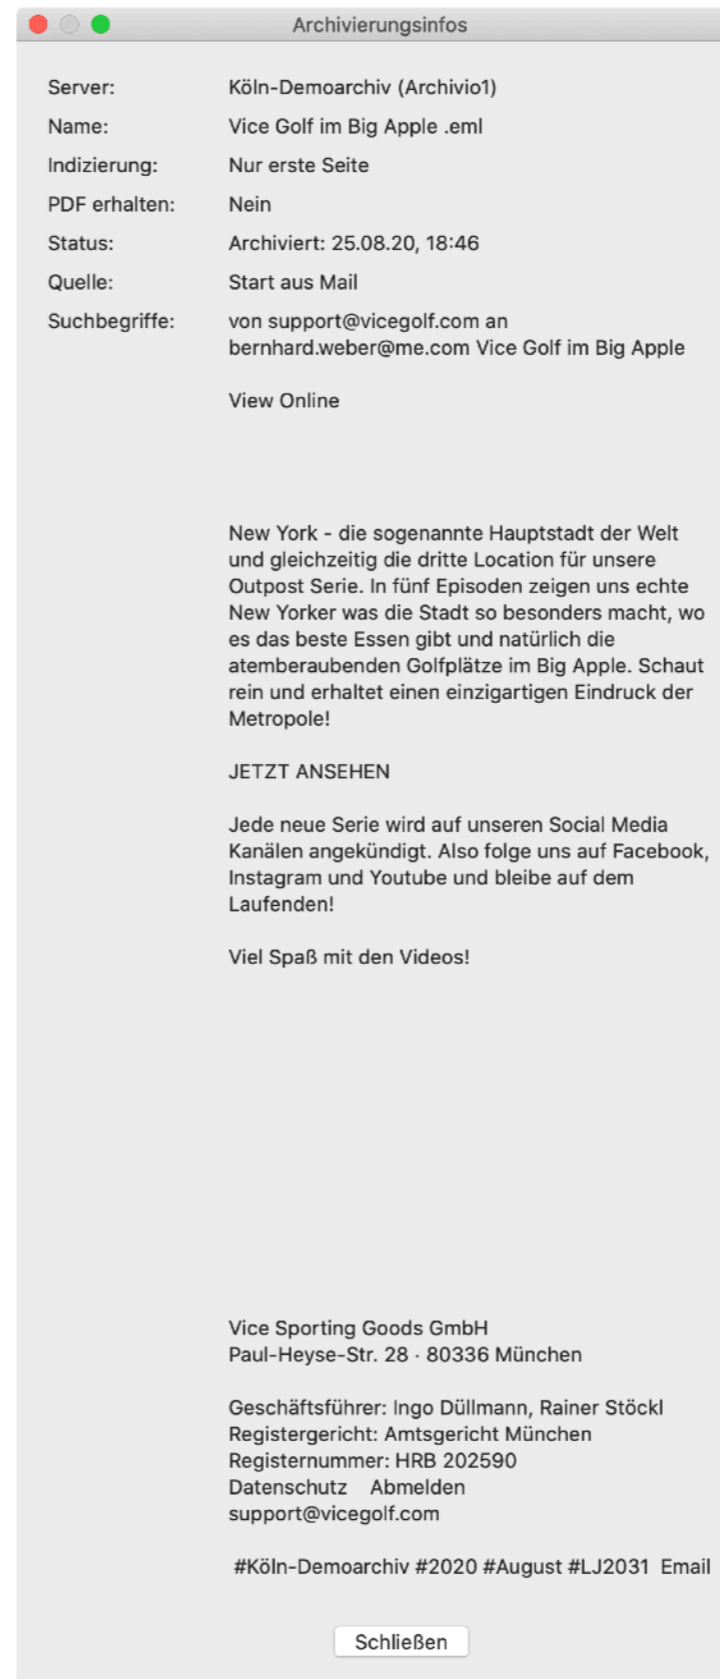 Archivierungsinfos
Server: Köln-Demoarchiv (Archivio1)
Name: Vice Golf im Big Apple .eml
Indizierung: Nur erste Seite
PDF erhalten: Nein
Status: Archiviert: 25.08.20, 18:46
Quelle: Start aus Mail
Suchbegriffe: von support@vicegolf.com an
bernhard.weber@me.com Vice Golf im Big Apple
View Online
New York - die sogenannte Hauptstadt der Welt
und gleichzeitig die dritte Location für unsere
Outpost Serie. In fünf Episoden zeigen uns echte
New Yorker was die Stadt so besonders macht, wo
es das beste Essen gibt und natürlich die
atemberaubenden Golfplätze im Big Apple. Schaut
rein und erhaltet einen einzigartigen Eindruck der
Metropole!
JETZT ANSEHEN
Jede neue Serie wird auf unseren Social Media
Kanälen angekündigt. Also folge uns auf Facebook,
Instagram und Youtube und bleibe auf dem
Laufenden!
Viel Spaß mit den Videos!
Vice Sporting Goods GmbH
Paul-Heyse-Str. 28 · 80336 München
Geschäftsführer: Ingo Düllmann, Rainer Stöckl
Registergericht: Amtsgericht München
Registernummer: HRB 202590
Datenschutz Abmelden
support@vicegolf.com
#Köln-Demoarchiv #2020 #August #LJ2031 Email
Schließen